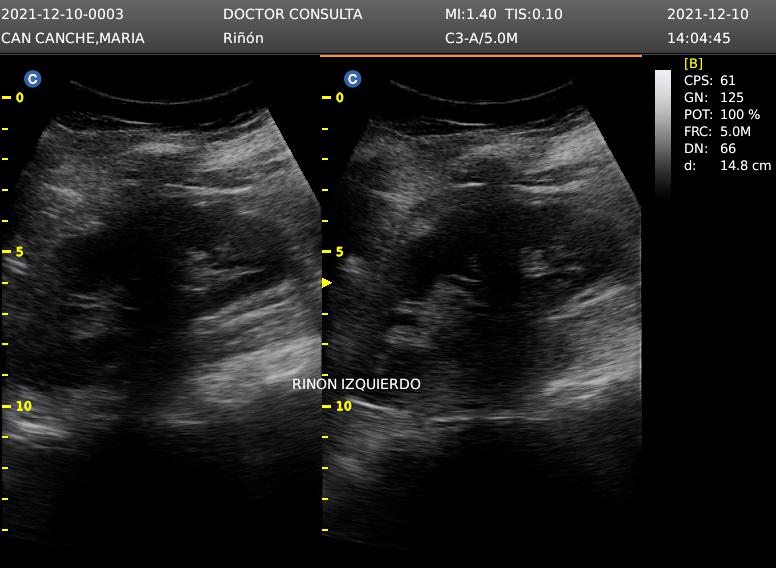 2021-12-10-0003 DOCTOR CONSULTA MI:1.40 TIS:0.10 2021-12-10
CAN CANCHE,MARIA Riñón C3-A/5.0M 14:04:45
[B]
CPS: 61
GN: 125
POT: 100 %
FRC: 5.0M
DN: 66
d: 14.8 cm
C C
0 0
5 5
RINON IZQUIERDO
10 10